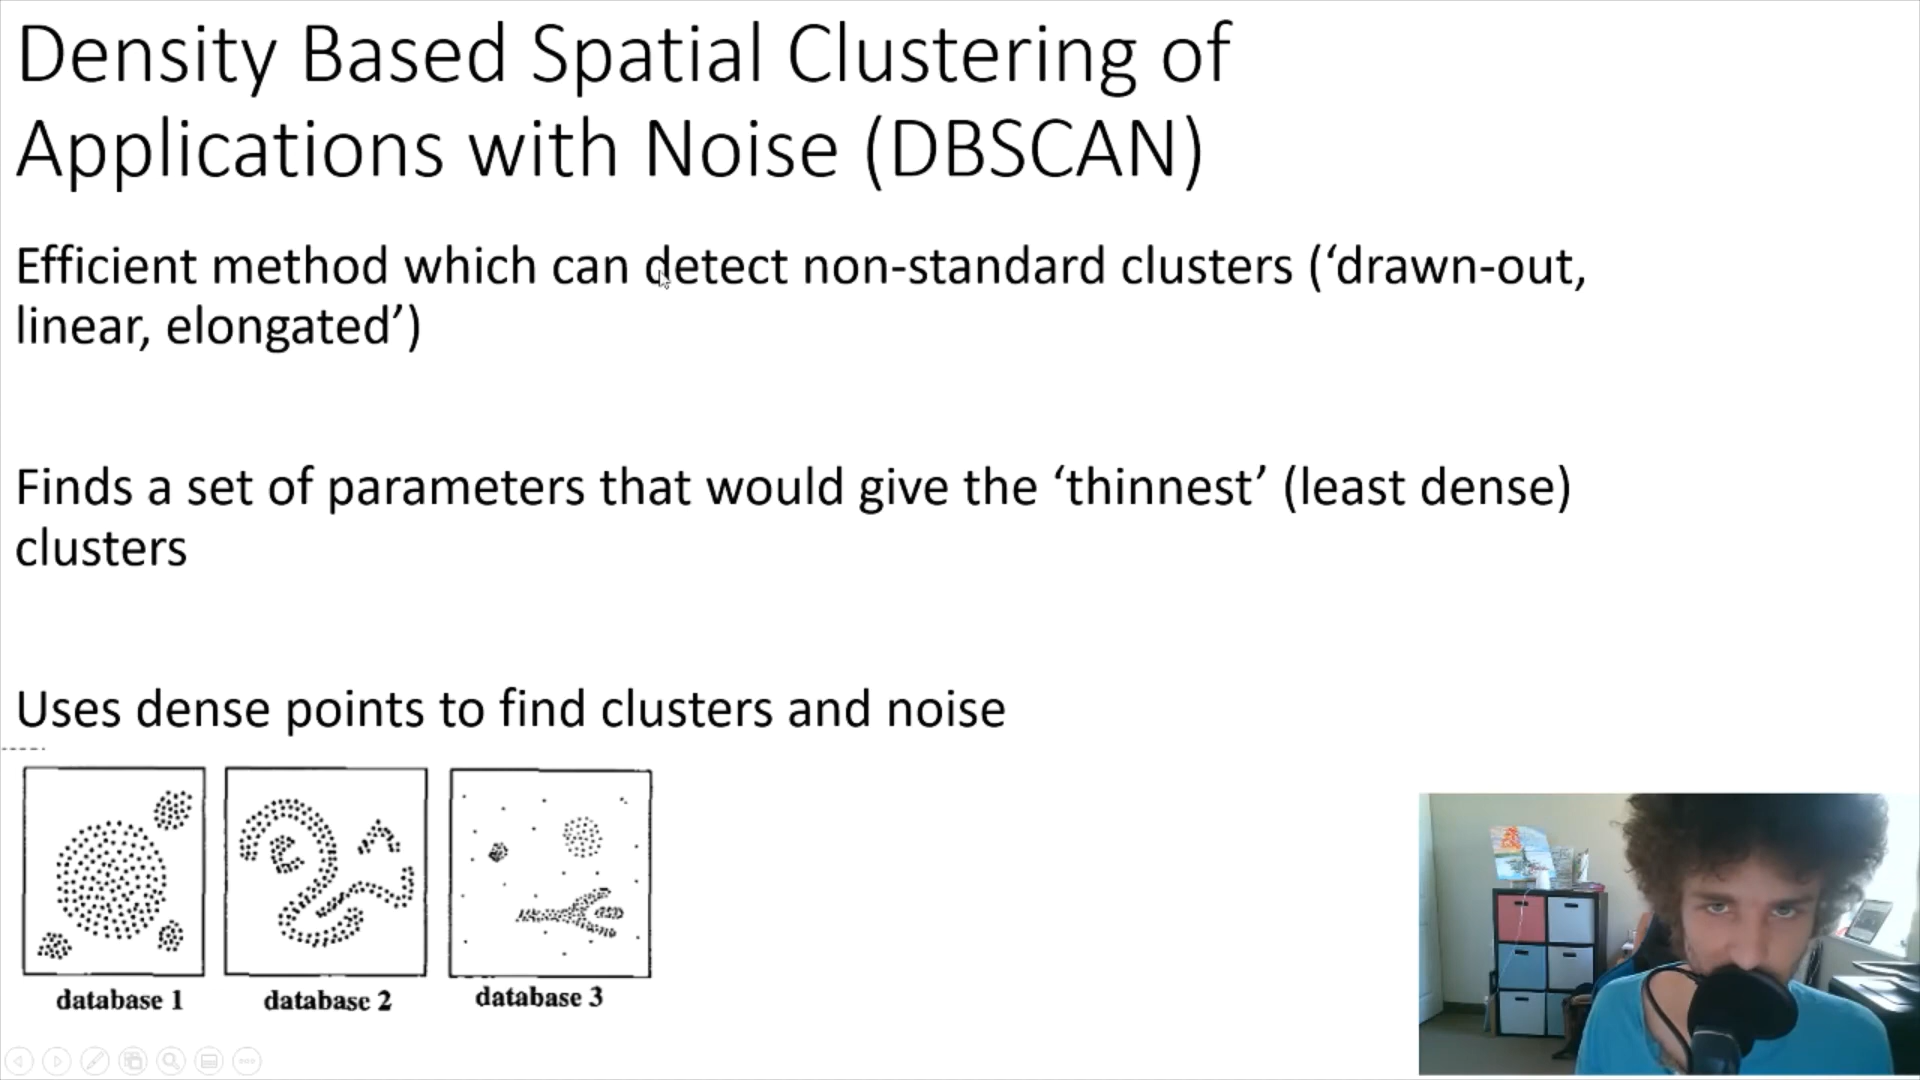 Density Based Spatial Clustering of
Applications with Noise (DBSCAN)
Efficient method which can detect non-standard clusters (‘drawn-out,
linear, elongated’)
Finds a set of parameters that would give the ‘thinnest’ (least dense)
clusters
Uses dense points to find clusters and noise
database 1
database 2
database 3